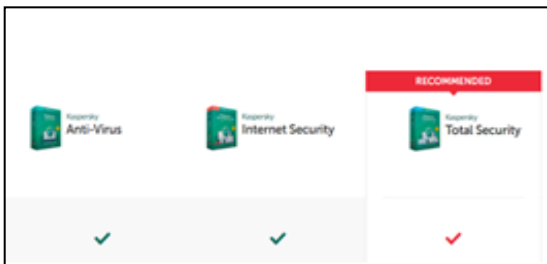 RECOMMENDED
Kaspersky
Anti-Virus
Kaspersky
Internet Security
Kaspersky
Total Security